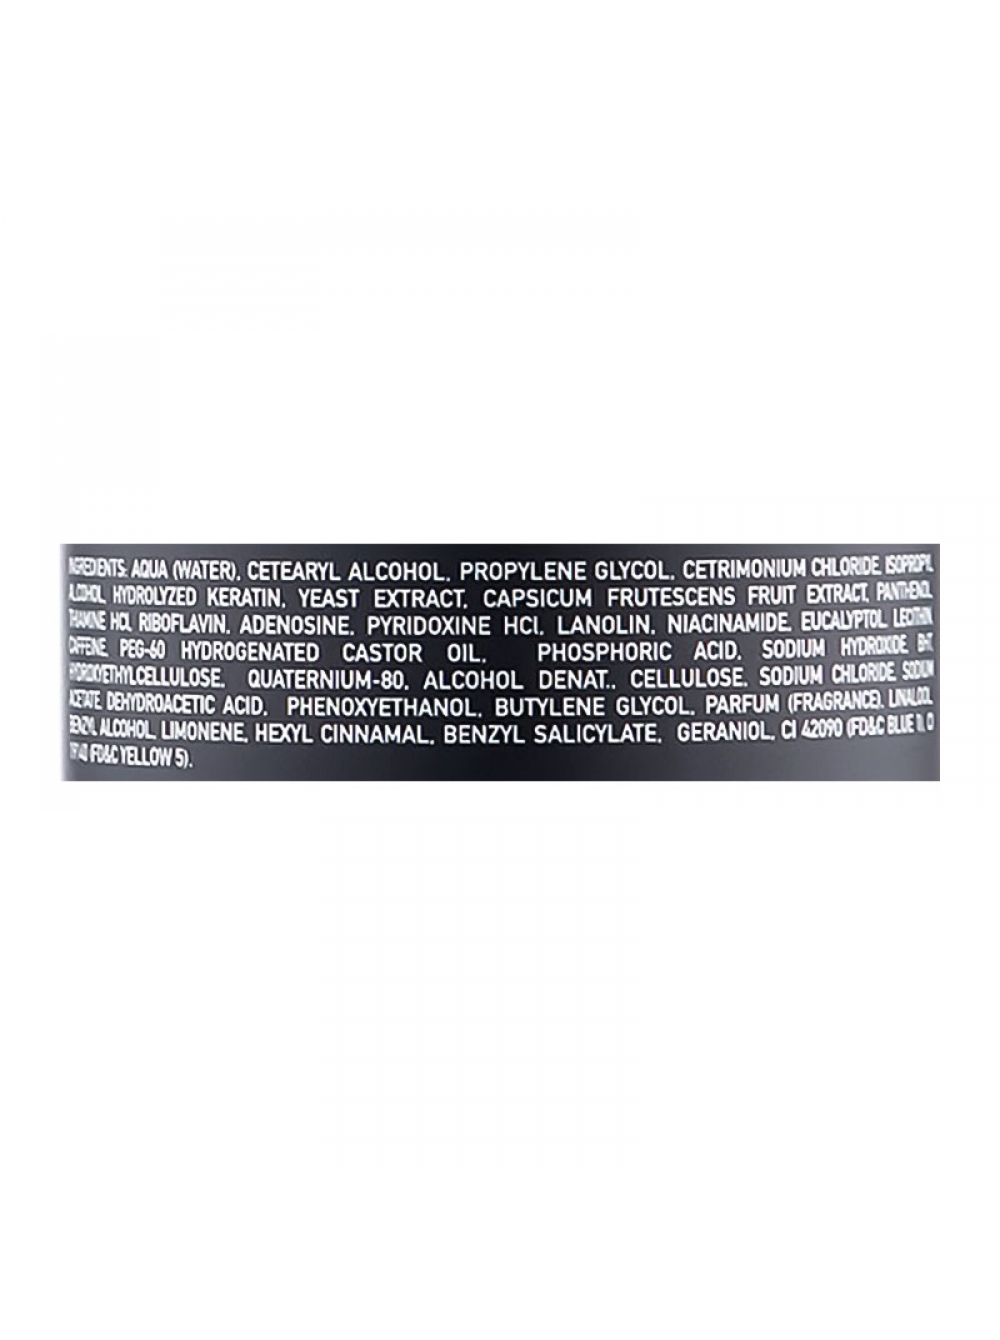 INGREDIENTS: AQUA (WATER), CETEARYL ALCOHOL, PROPYLENE GLYCOL, CETRIMONIUM CHLORIDE, ISOPROPYL
ALCOHOL, HYDROLYZED KERATIN, YEAST EXTRACT, CAPSICUM FRUTESCENS FRUIT EXTRACT, PANTHENOL,
THIAMINE HCl, RIBOFLAVIN, ADENOSINE, PYRIDOXINE HCl, LANOLIN, NIACINAMIDE, EUCALYPTOL, LECITHIN,
CAFFEINE, PEG-60 HYDROGENATED CASTOR OIL, PHOSPHORIC ACID, SODIUM HYDROXIDE, BHT,
HYDROXYETHYLCELLULOSE, QUATERNIUM-80, ALCOHOL DENAT., CELLULOSE, SODIUM CHLORIDE, SODIUM
ACETATE, DEHYDROACETIC ACID, PHENOXYETHANOL, BUTYLENE GLYCOL, PARFUM (FRAGRANCE), LINALOOL,
BENZYL ALCOHOL, LIMONENE, HEXYL CINNAMAL, BENZYL SALICYLATE, GERANIOL, CI 42090 (FD&C BLUE 1), CI
19140 (FD&C YELLOW 5).